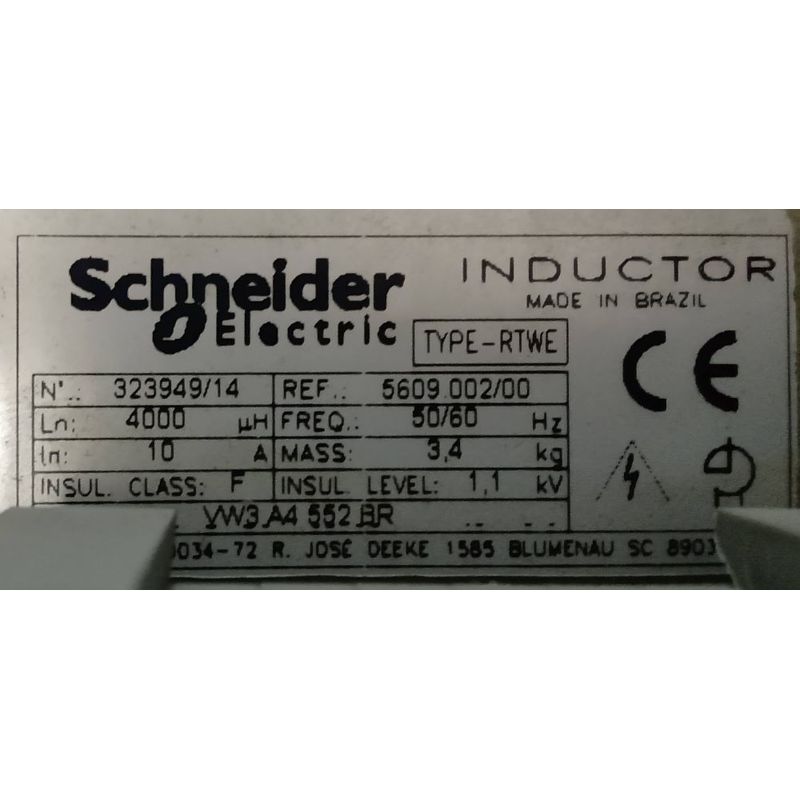 Schneider
Electric
INDUCTOR
MADE IN BRAZIL
TYPE-RTWE
CE
N°.: 323949/14 REF.: 5609.002/00
Ln: 4000 µH FREQ.: 50/60 Hz
In: 10 A MASS: 3,4 kg
INSUL. CLASS: F INSUL. LEVEL: 1,1 kV
VW3 A4 552 BR
0034-72 R. JOSÉ DEEKE 1585 BLUMENAU SC 8903